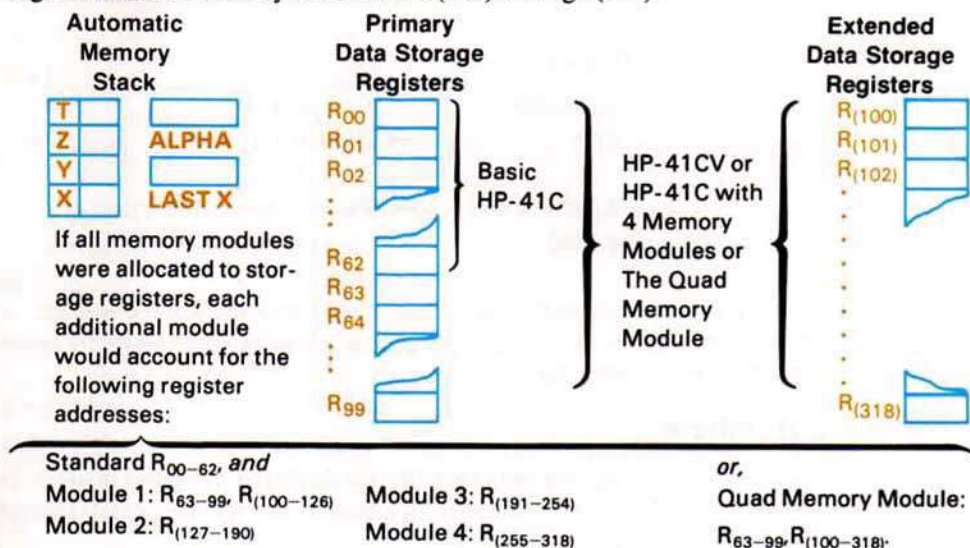 Automatic
Memory
Stack
T
Z
Y
X
ALPHA
LAST X
If all memory modules
were allocated to stor-
age registers, each
additional module
would account for the
following register
addresses:
Primary
Data Storage
Registers
R00
R01
R02
R62
R63
R64
R99
Basic
HP-41C
HP-41CV or
HP-41C with
4 Memory
Modules or
The Quad
Memory
Module
Extended
Data Storage
Registers
R(100)
R(101)
R(102)
R(318)
Standard R00–62, and
Module 1: R63–99, R(100–126)
Module 2: R(127–190)
Module 3: R(191–254)
Module 4: R(255–318)
or,
Quad Memory Module:
R63–99, R(100–318).